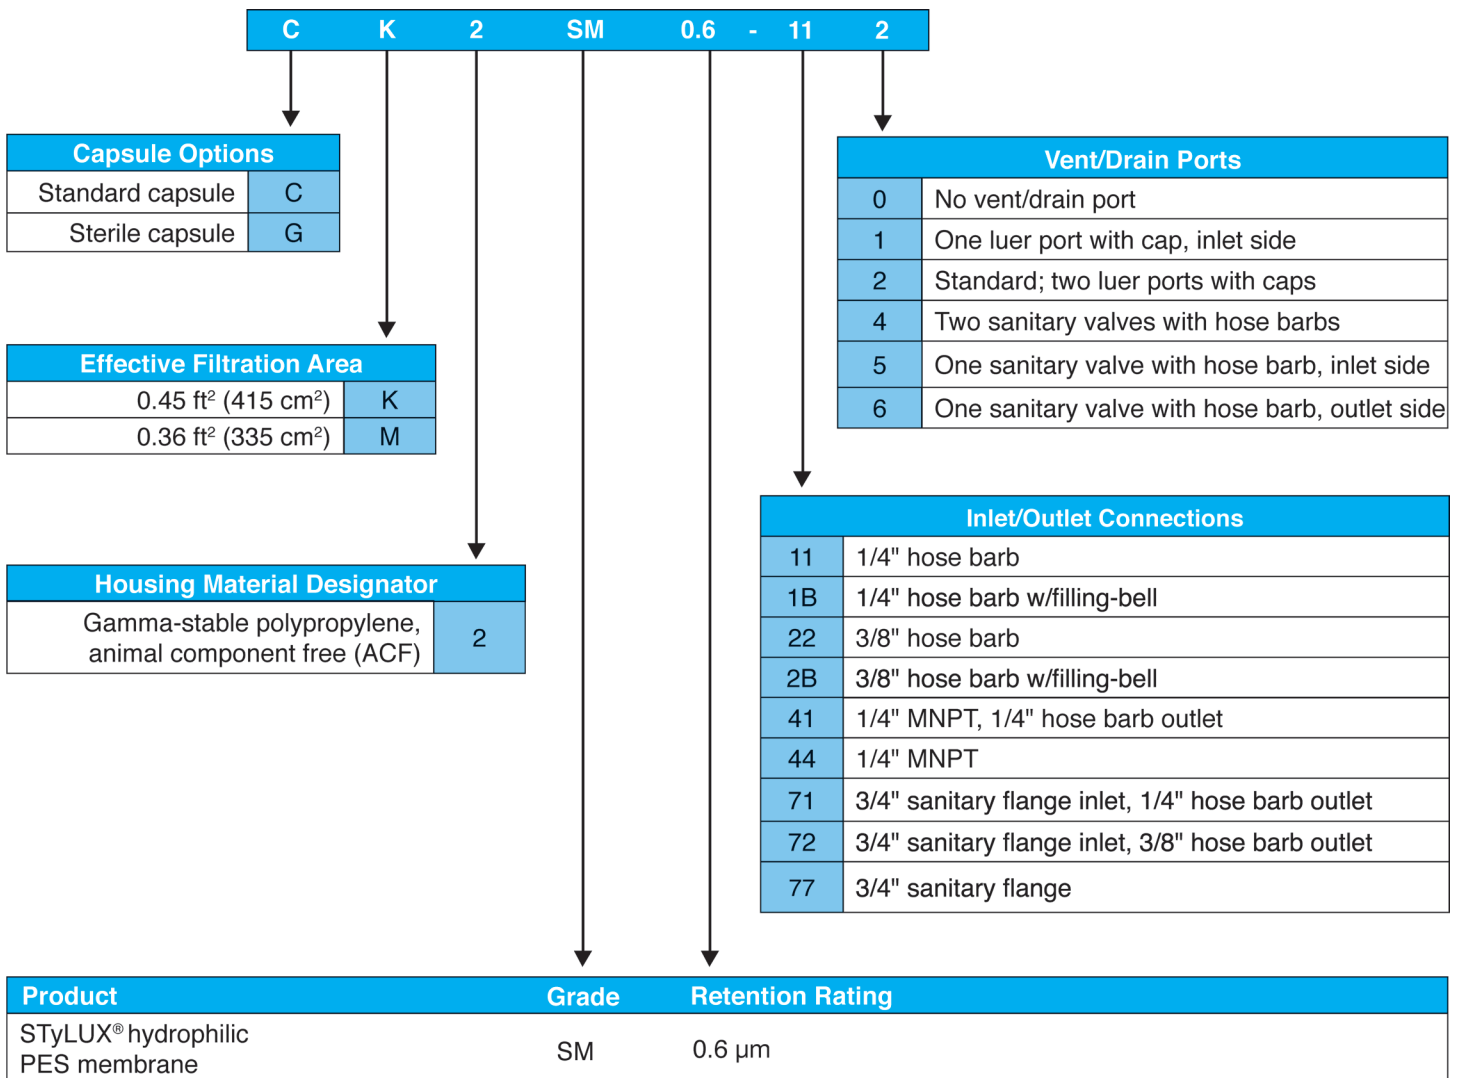 C K 2 SM 0.6 - 11 2
Capsule Options
Standard capsule C
Sterile capsule G
Effective Filtration Area
0.45 ft² (415 cm²) K
0.36 ft² (335 cm²) M
Housing Material Designator
Gamma-stable polypropylene,
animal component free (ACF) 2
Vent/Drain Ports
0 No vent/drain port
1 One luer port with cap, inlet side
2 Standard; two luer ports with caps
4 Two sanitary valves with hose barbs
5 One sanitary valve with hose barb, inlet side
6 One sanitary valve with hose barb, outlet side
Inlet/Outlet Connections
11 1/4" hose barb
1B 1/4" hose barb w/filling-bell
22 3/8" hose barb
2B 3/8" hose barb w/filling-bell
41 1/4" MNPT, 1/4" hose barb outlet
44 1/4" MNPT
71 3/4" sanitary flange inlet, 1/4" hose barb outlet
72 3/4" sanitary flange inlet, 3/8" hose barb outlet
77 3/4" sanitary flange
Product Grade Retention Rating
STyLUX® hydrophilic
PES membrane SM 0.6 µm